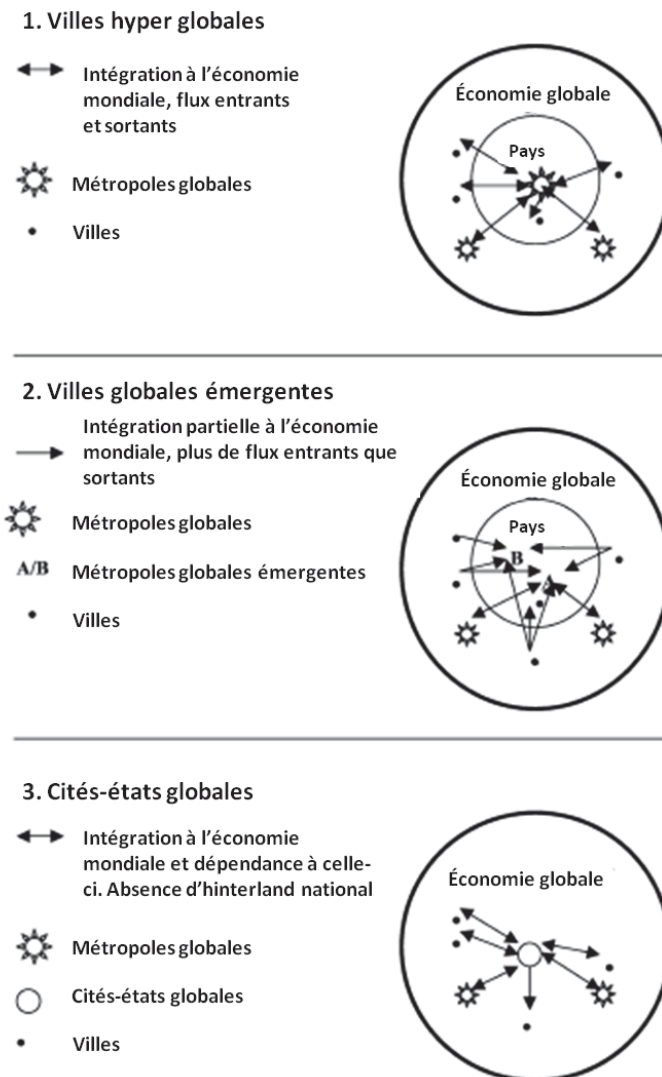 1. Villes hyper globales
Intégration à l'économie
mondiale, flux entrants
et sortants
Métropoles globales
Villes
Économie globale
Pays
2. Villes globales émergentes
Intégration partielle à l'économie
mondiale, plus de flux entrants que
sortants
Métropoles globales
A/B
Métropoles globales émergentes
Villes
Économie globale
Pays
B
A
3. Cités-états globales
Intégration à l'économie
mondiale et dépendance à celle-
ci. Absence d'hinterland national
Métropoles globales
Cités-états globales
Villes
Économie globale